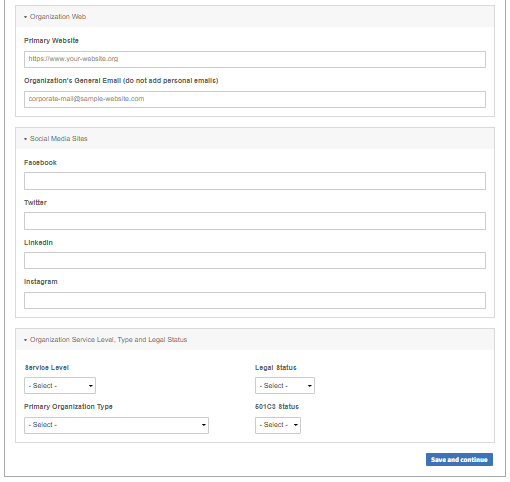 Organization Web
Primary Website
https://www.your-website.org
Organization's General Email (do not add personal emails)
corporate-mail@sample-website.com
Social Media Sites
Facebook
Twitter
LinkedIn
Instagram
Organization Service Level, Type and Legal Status
Service Level
Legal Status
- Select -
- Select -
Primary Organization Type
501C3 Status
- Select -
- Select -
Save and continue